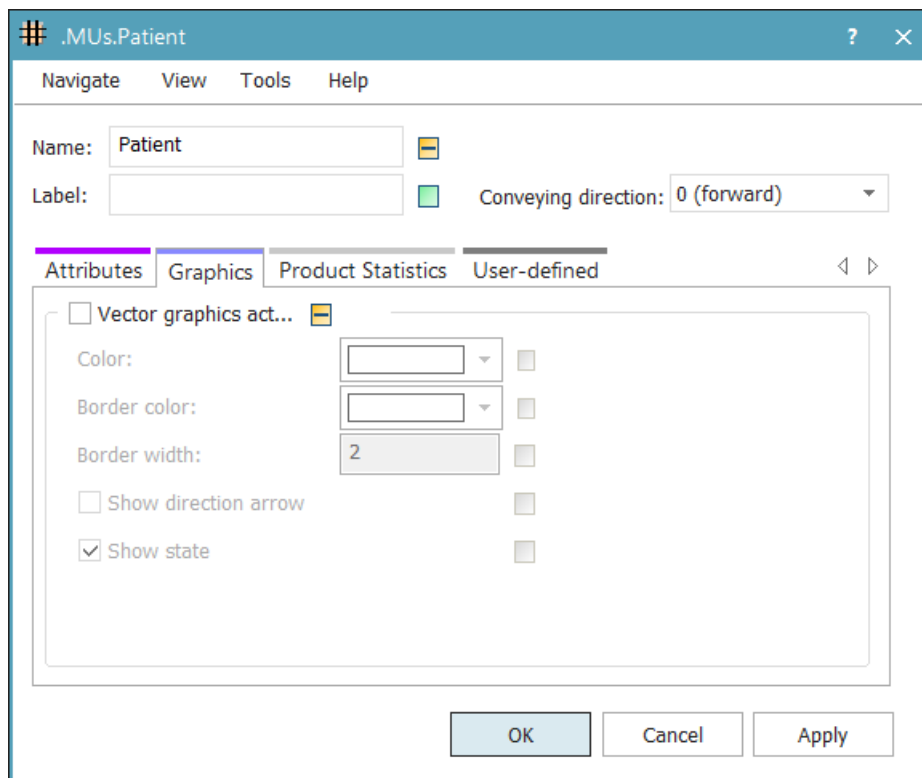 .MUs.Patient ? ×
Navigate View Tools Help
Name: Patient
Label: Conveying direction: 0 (forward)
Attributes Graphics Product Statistics User-defined
Vector graphics act...
Color:
Border color:
Border width: 2
Show direction arrow
Show state
OK Cancel Apply